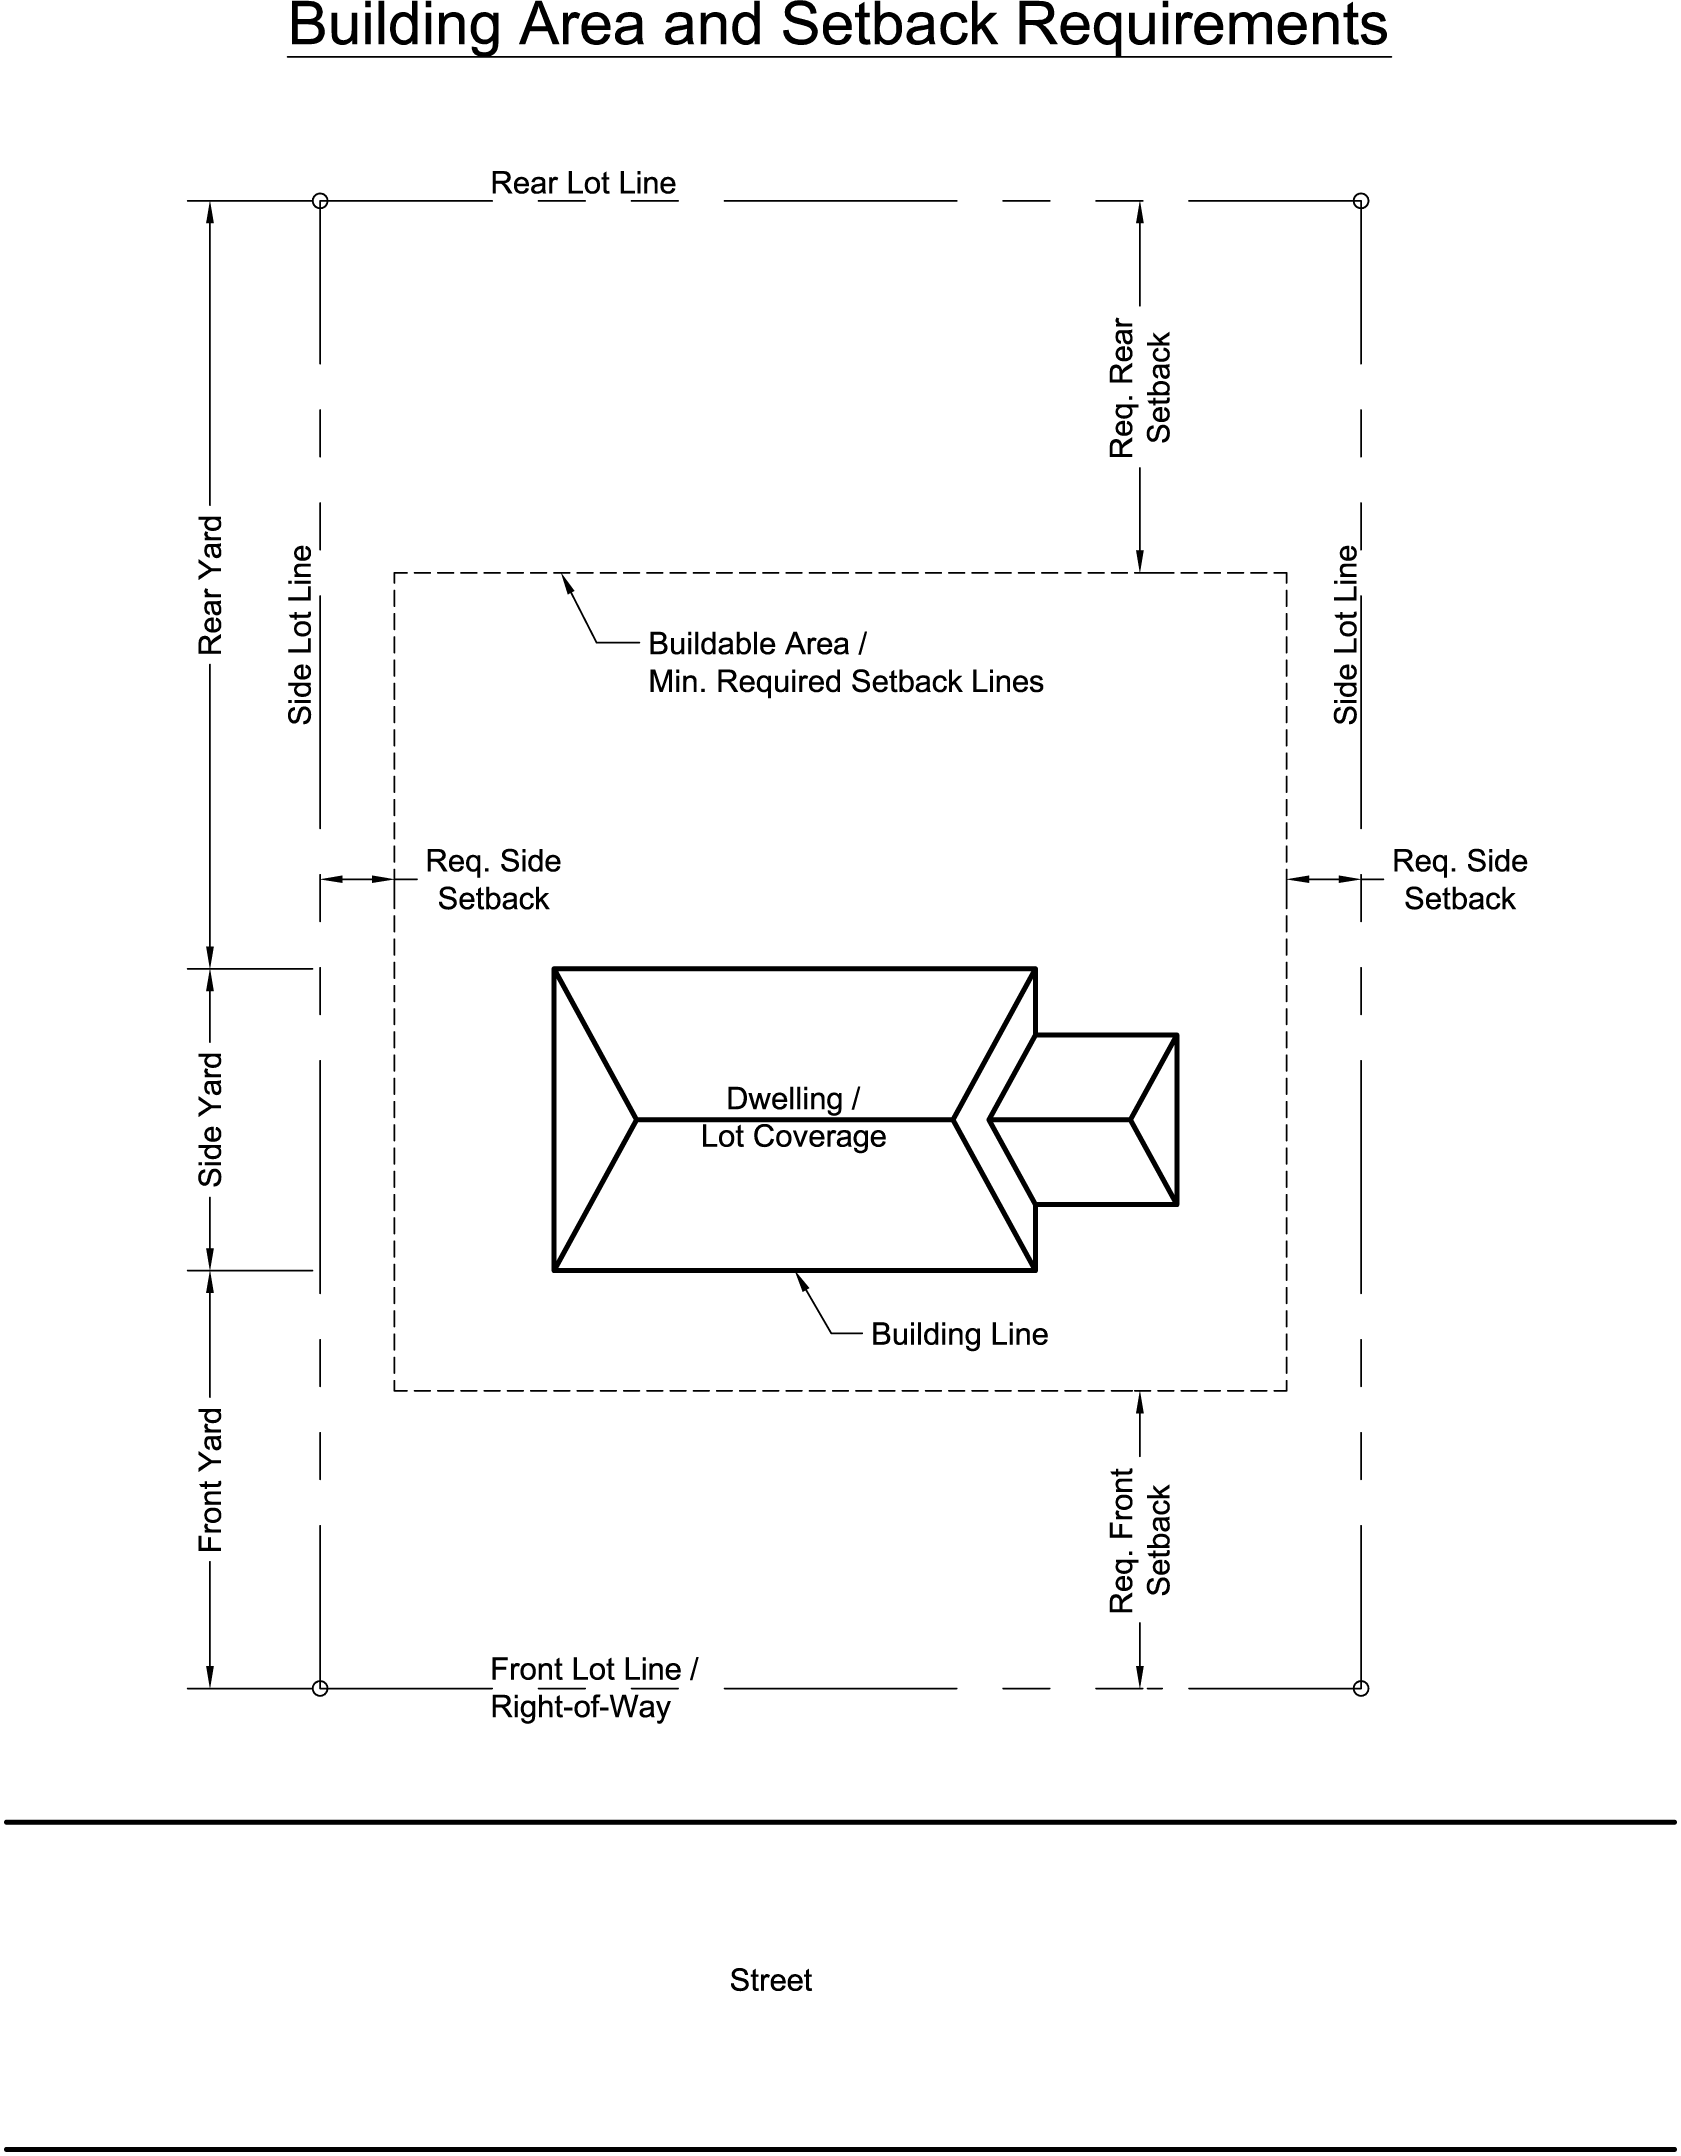 Building Area and Setback Requirements
Rear Lot Line
Req. Rear
Setback
Rear Yard
Side Lot Line
Side Lot Line
Buildable Area /
Min. Required Setback Lines
Req. Side
Setback
Req. Side
Setback
Side Yard
Dwelling /
Lot Coverage
Building Line
Front Yard
Req. Front
Setback
Front Lot Line /
Right-of-Way
Street